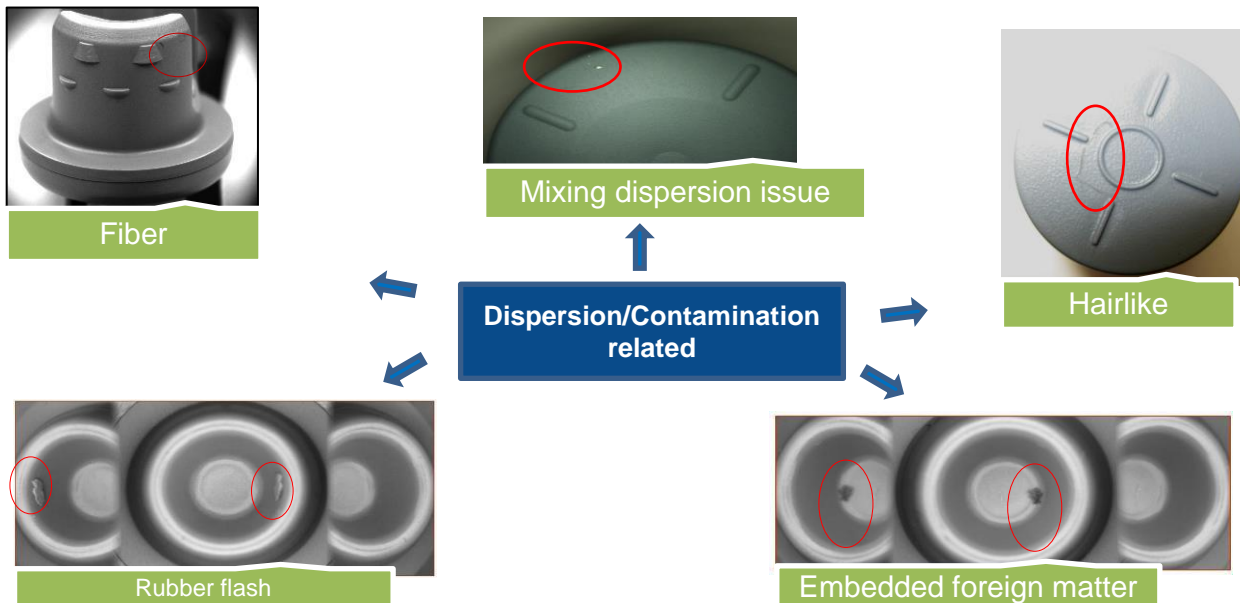 Fiber
Mixing dispersion issue
Hairlike
Dispersion/Contamination
related
Rubber flash
Embedded foreign matter